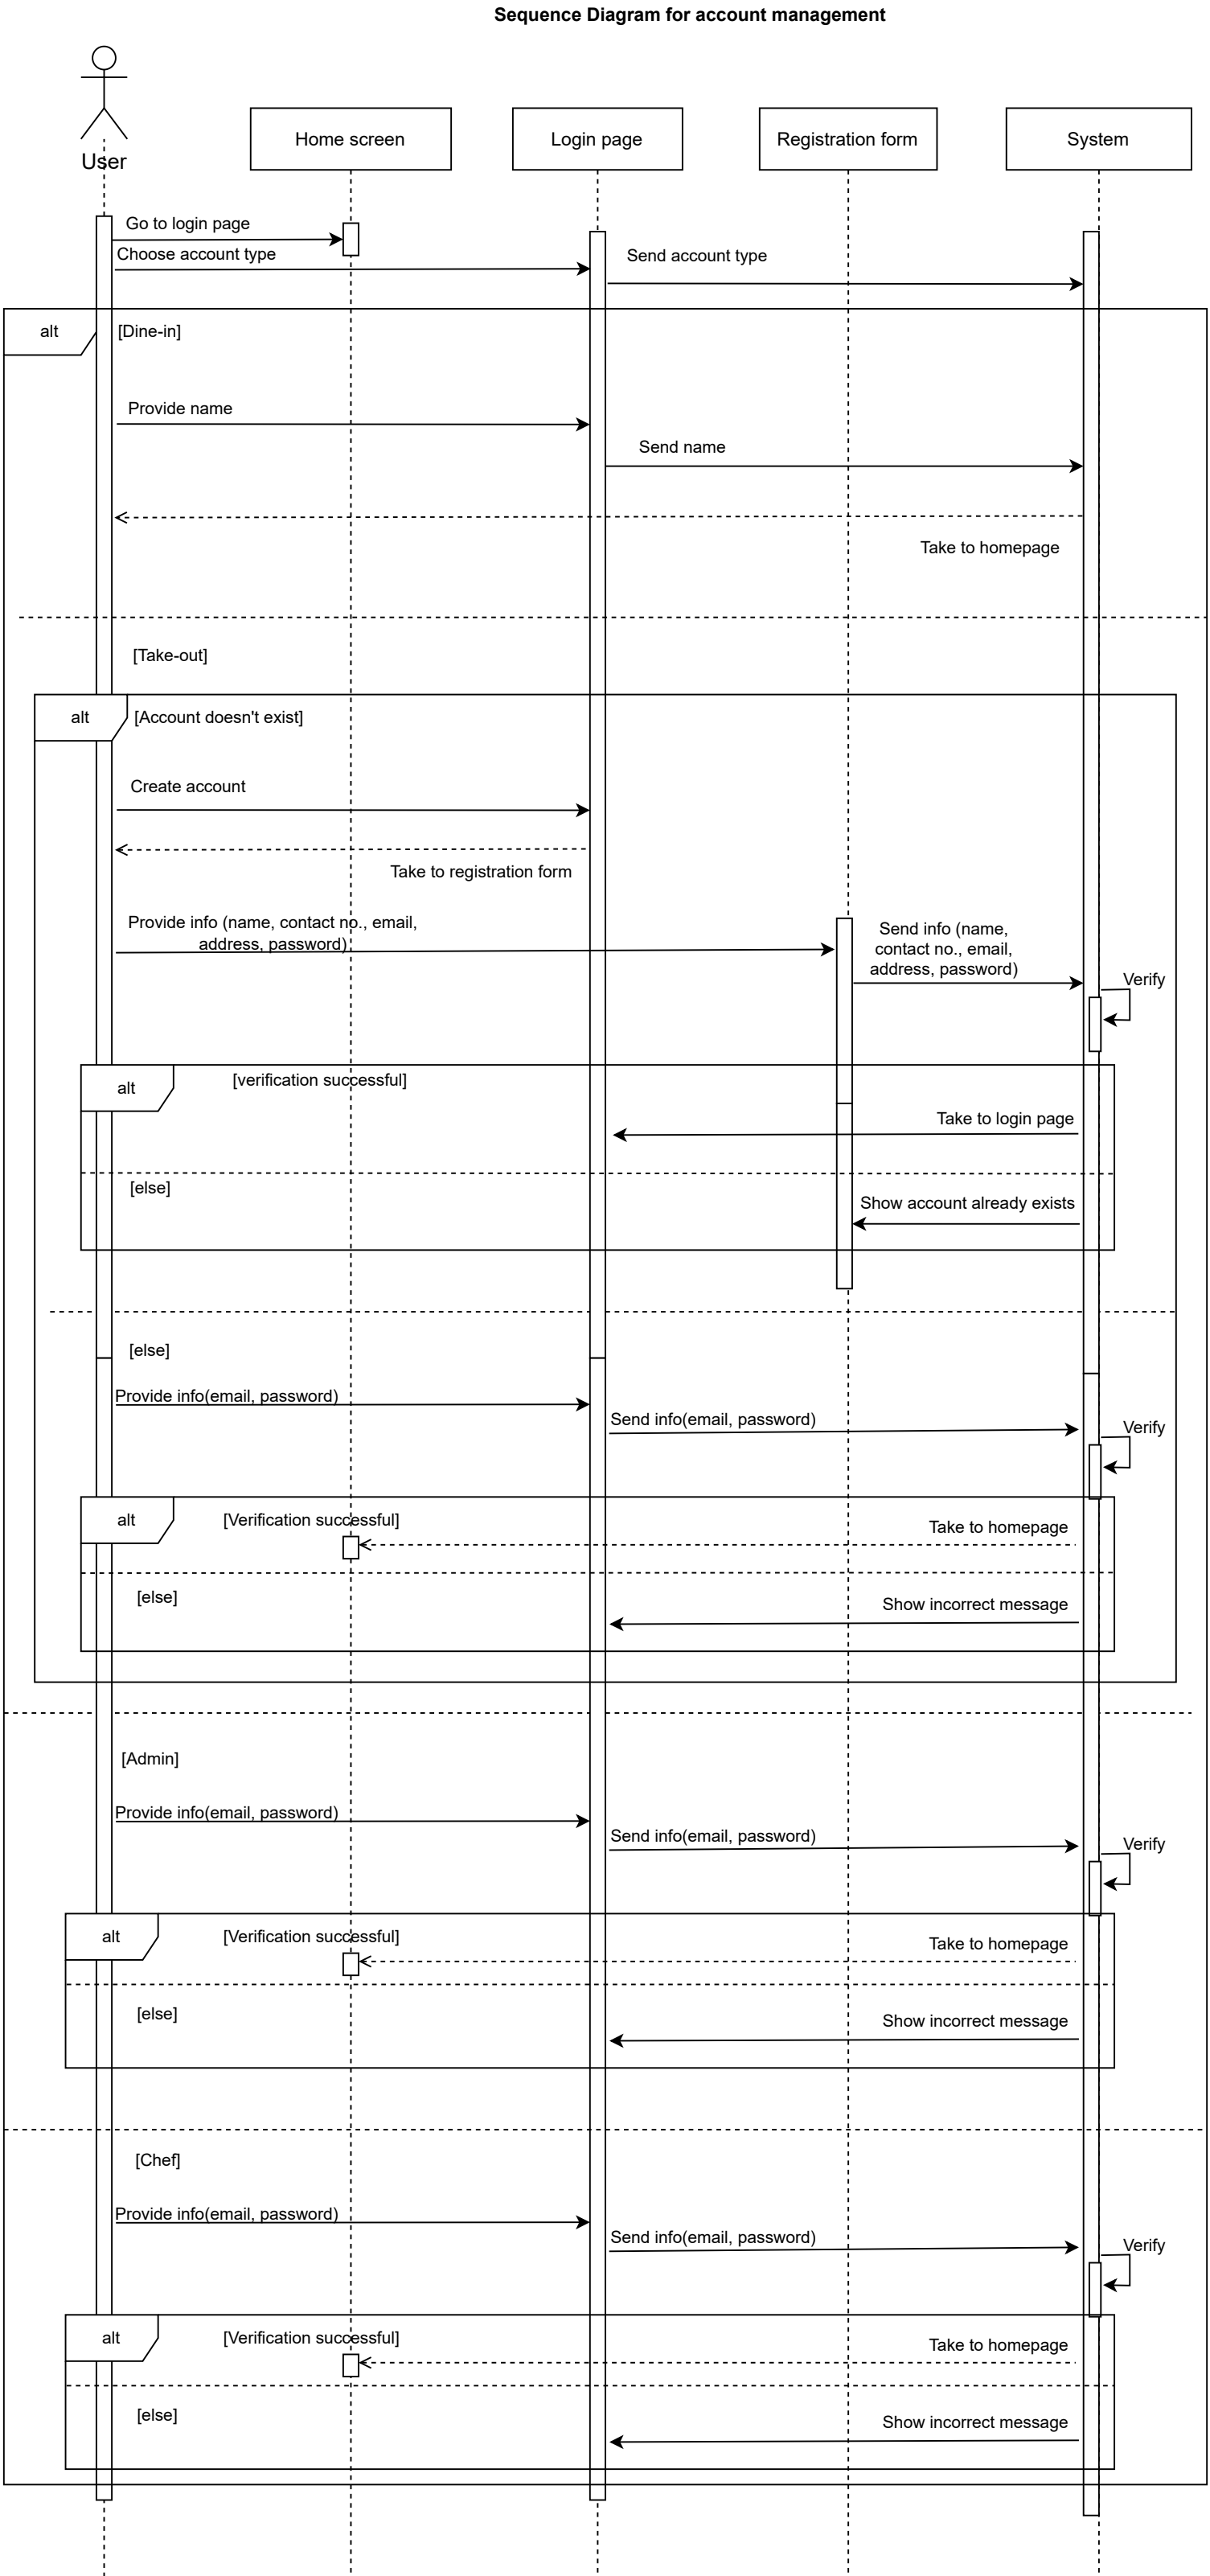 Sequence Diagram for account management
User
Home screen
Login page
Registration form
System
Go to login page
Choose account type
Send account type
alt
[Dine-in]
Provide name
Send name
Take to homepage
[Take-out]
alt
[Account doesn't exist]
Create account
Take to registration form
Provide info (name, contact no., email,
address, password)
Send info (name,
contact no., email,
address, password)
Verify
alt
[verification successful]
Take to login page
[else]
Show account already exists
[else]
Provide info(email, password)
Send info(email, password)
Verify
alt
[Verification successful]
Take to homepage
[else]
Show incorrect message
[Admin]
Provide info(email, password)
Send info(email, password)
Verify
alt
[Verification successful]
Take to homepage
[else]
Show incorrect message
[Chef]
Provide info(email, password)
Send info(email, password)
Verify
alt
[Verification successful]
Take to homepage
[else]
Show incorrect message